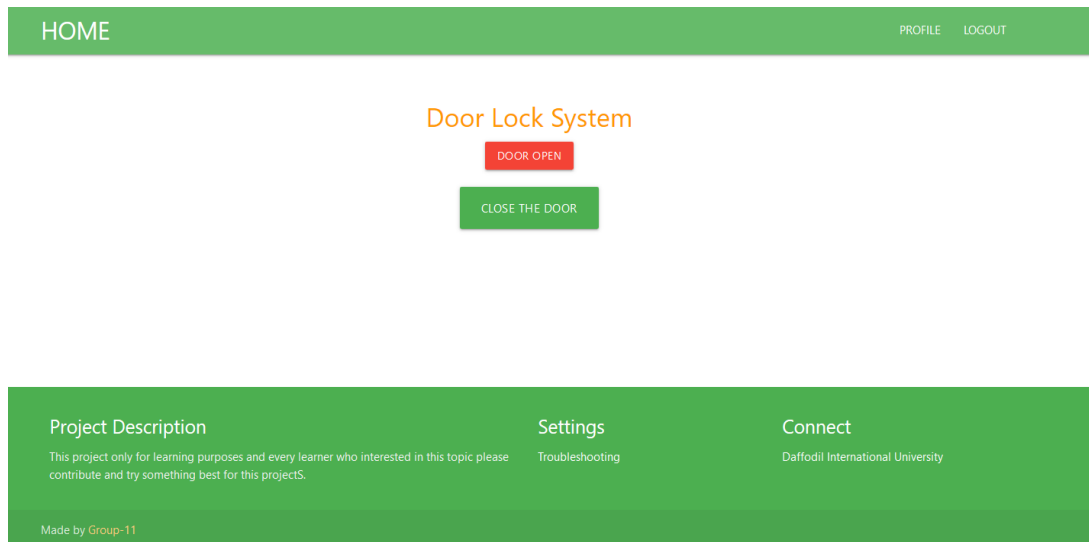 HOME
PROFILE LOGOUT
Door Lock System
DOOR OPEN
CLOSE THE DOOR
Project Description
This project only for learning purposes and every learner who interested in this topic please
contribute and try something best for this projectS.
Settings
Troubleshooting
Connect
Daffodil International University
Made by Group-11